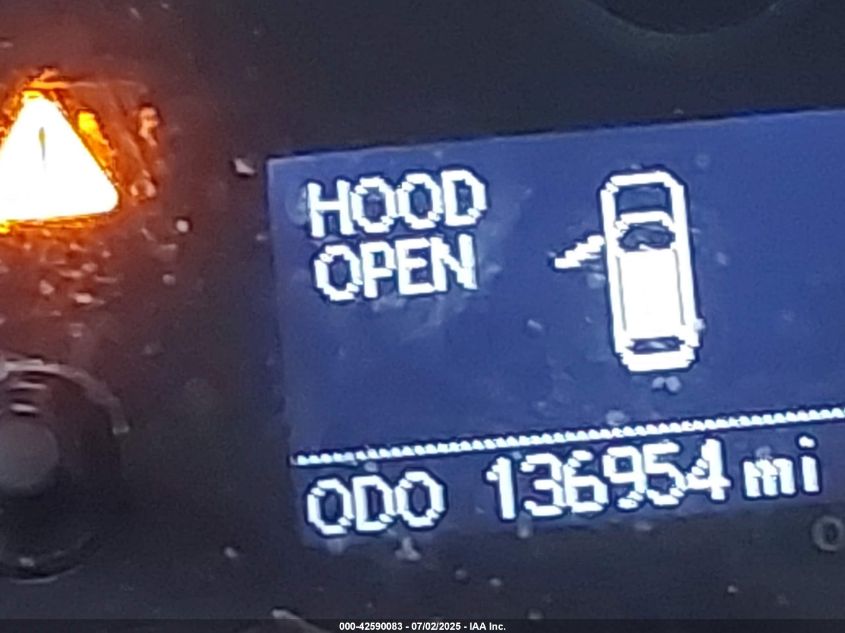 HOOD
OPEN
ODO 136954 mi
000-42590083 - 07/02/2025 - IAA Inc.